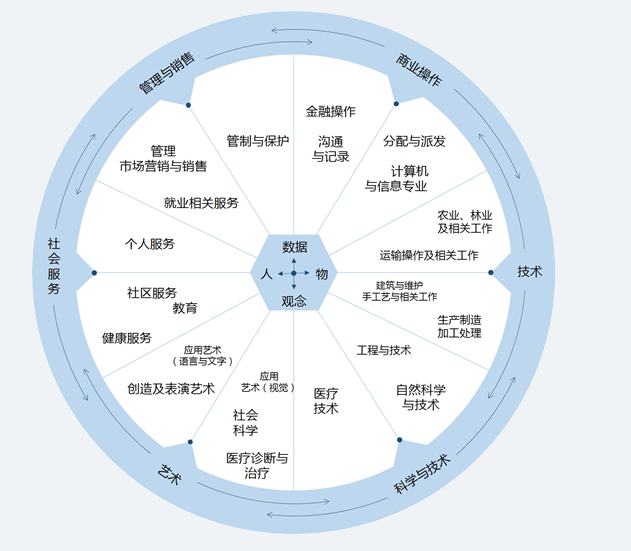 管理与销售
商业操作
金融操作
管制与保护
沟通
与记录
分配与派发
管理
市场营销与销售
计算机
与信息专业
就业相关服务
农业、林业
及相关工作
个人服务
数据
运输操作及相关工作
社会服务
人
物
技术
观念
建筑与维护
手工艺与相关工作
社区服务
教育
生产制造
加工处理
健康服务
应用艺术
（语言与文字）
工程与技术
应用
艺术（视觉）
创造及表演艺术
医疗
技术
自然科学
与技术
社会
科学
医疗诊断与
治疗
艺术
科学与技术